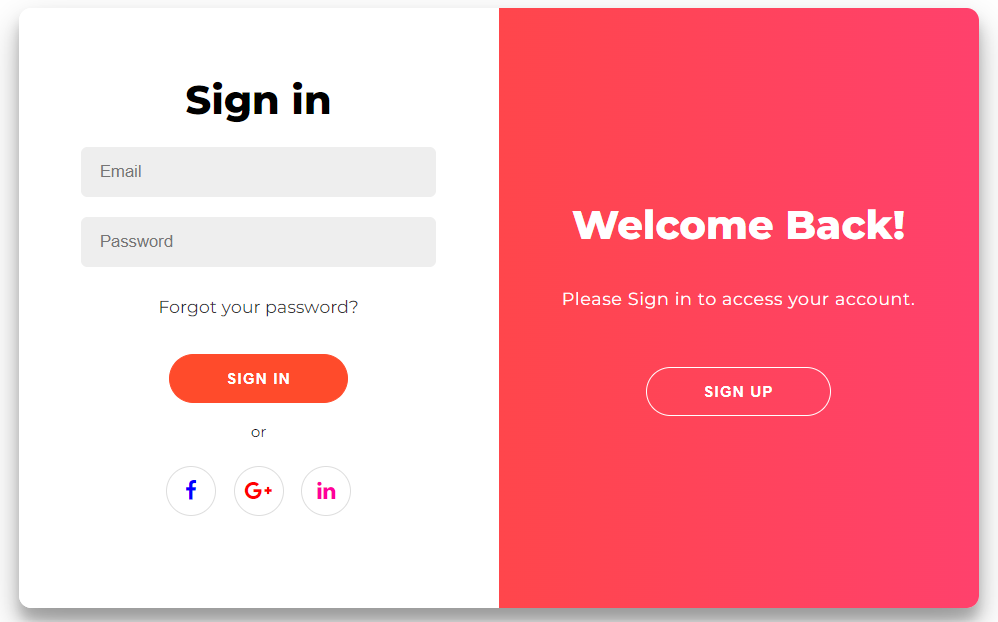 Sign in
Email
Password
Forgot your password?
SIGN IN
or
f
G+
in
Welcome Back!
Please Sign in to access your account.
SIGN UP